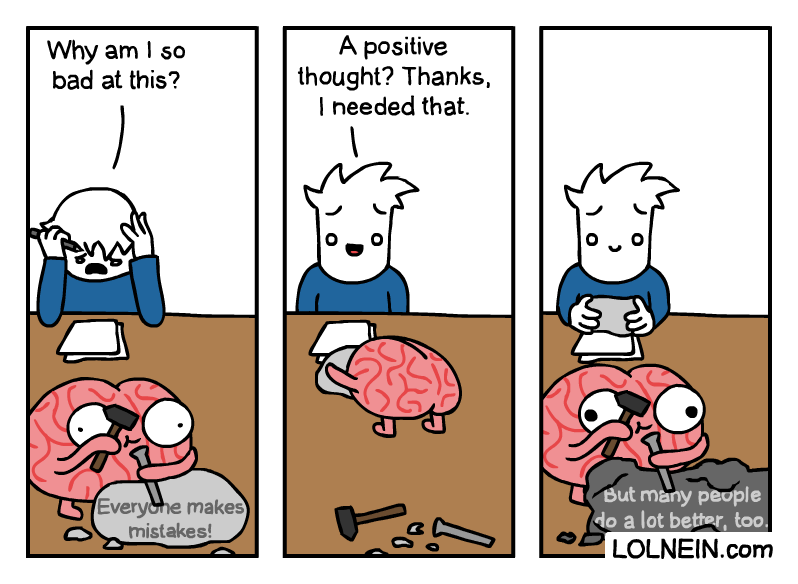 Why am I so
bad at this?
Everyone makes
mistakes!
A positive
thought? Thanks,
I needed that.
But many people
do a lot better, too.
LOLNEIN.com